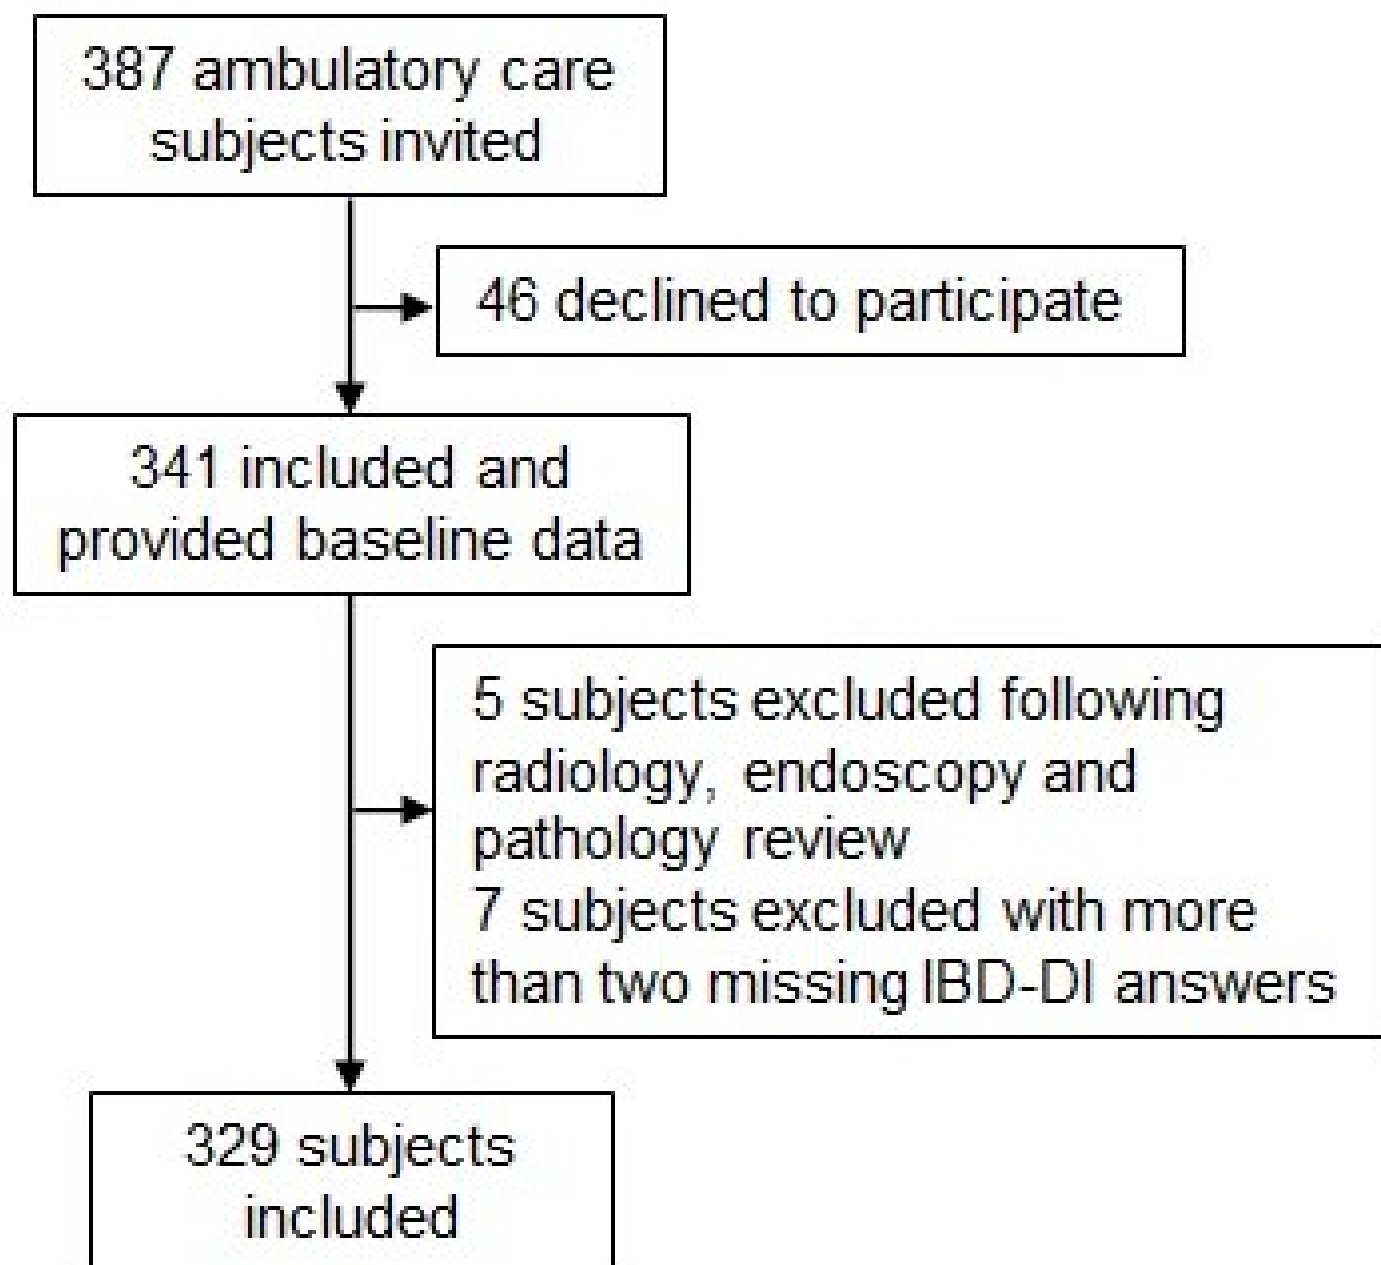 387 ambulatory care
subjects invited
46 declined to participate
341 included and
provided baseline data
5 subjects excluded following
radiology, endoscopy and
pathology review
7 subjects excluded with more
than two missing IBD-DI answers
329 subjects
included